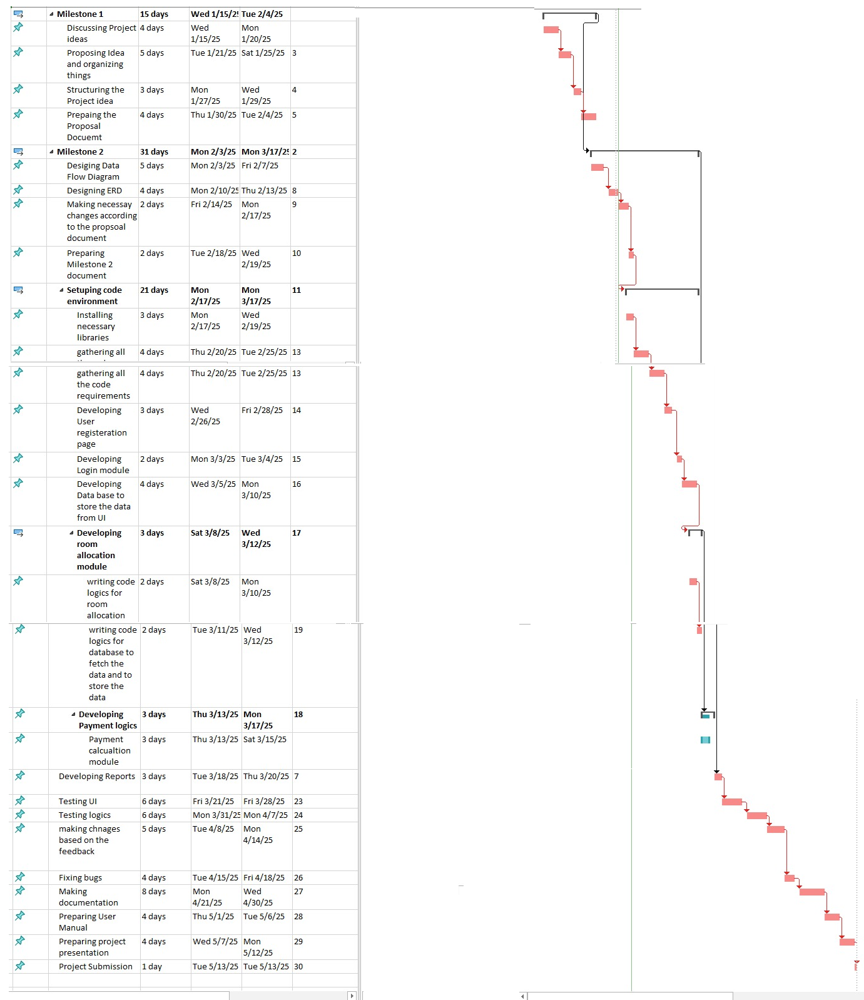 Milestone 1 15 days Wed 1/15/25 Tue 2/4/25
Discussing Project 4 days Wed Mon
ideas 1/15/25 1/20/25
Proposing Idea 5 days Tue 1/21/25 Sat 1/25/25 3
and organizing
things
Structuring the 3 days Mon Wed 4
Project idea 1/27/25 1/29/25
Prepaing the 4 days Thu 1/30/25 Tue 2/4/25 5
Proposal
Docuemt
Milestone 2 31 days Mon 2/3/25 Mon 3/17/25 2
Desiging Data 5 days Mon 2/3/25 Fri 2/7/25
Flow Diagram
Designing ERD 4 days Mon 2/10/25 Thu 2/13/25 8
Making necessay 2 days Fri 2/14/25 Mon 9
changes according 2/17/25
to the propsoal
document
Preparing 2 days Tue 2/18/25 Wed 10
Milestone 2 2/19/25
document
Setuping code 21 days Mon Mon 11
environment 2/17/25 3/17/25
Installing 3 days Mon Wed
necessary 2/17/25 2/19/25
libraries
gathering all 4 days Thu 2/20/25 Tue 2/25/25 13
gathering all 4 days Thu 2/20/25 Tue 2/25/25 13
the code
requirements
Developing 3 days Wed Fri 2/28/25 14
User 2/26/25
registeration
page
Developing 2 days Mon 3/3/25 Tue 3/4/25 15
Login module
Developing 4 days Wed 3/5/25 Mon 16
Data base to 3/10/25
store the data
from UI
Developing 3 days Sat 3/8/25 Wed 17
room 3/12/25
allocation
module
writing code 2 days Sat 3/8/25 Mon
logics for 3/10/25
room
allocation
writing code 2 days Tue 3/11/25 Wed 19
logics for 3/12/25
database to
fetch the
data and to
store the
data
Developing 3 days Thu 3/13/25 Mon 18
Payment logics 3/17/25
Payment 3 days Thu 3/13/25 Sat 3/15/25
calcualtion
module
Developing Reports 3 days Tue 3/18/25 Thu 3/20/25 7
Testing UI 6 days Fri 3/21/25 Fri 3/28/25 23
Testing logics 6 days Mon 3/31/25 Mon 4/7/25 24
making chnages 5 days Tue 4/8/25 Mon 25
based on the 4/14/25
feedback
Fixing bugs 4 days Tue 4/15/25 Fri 4/18/25 26
Making 8 days Mon Wed 27
documentation 4/21/25 4/30/25
Preparing User 4 days Thu 5/1/25 Tue 5/6/25 28
Manual
Preparing project 4 days Wed 5/7/25 Mon 29
presentation 5/12/25
Project Submission 1 day Tue 5/13/25 Tue 5/13/25 30